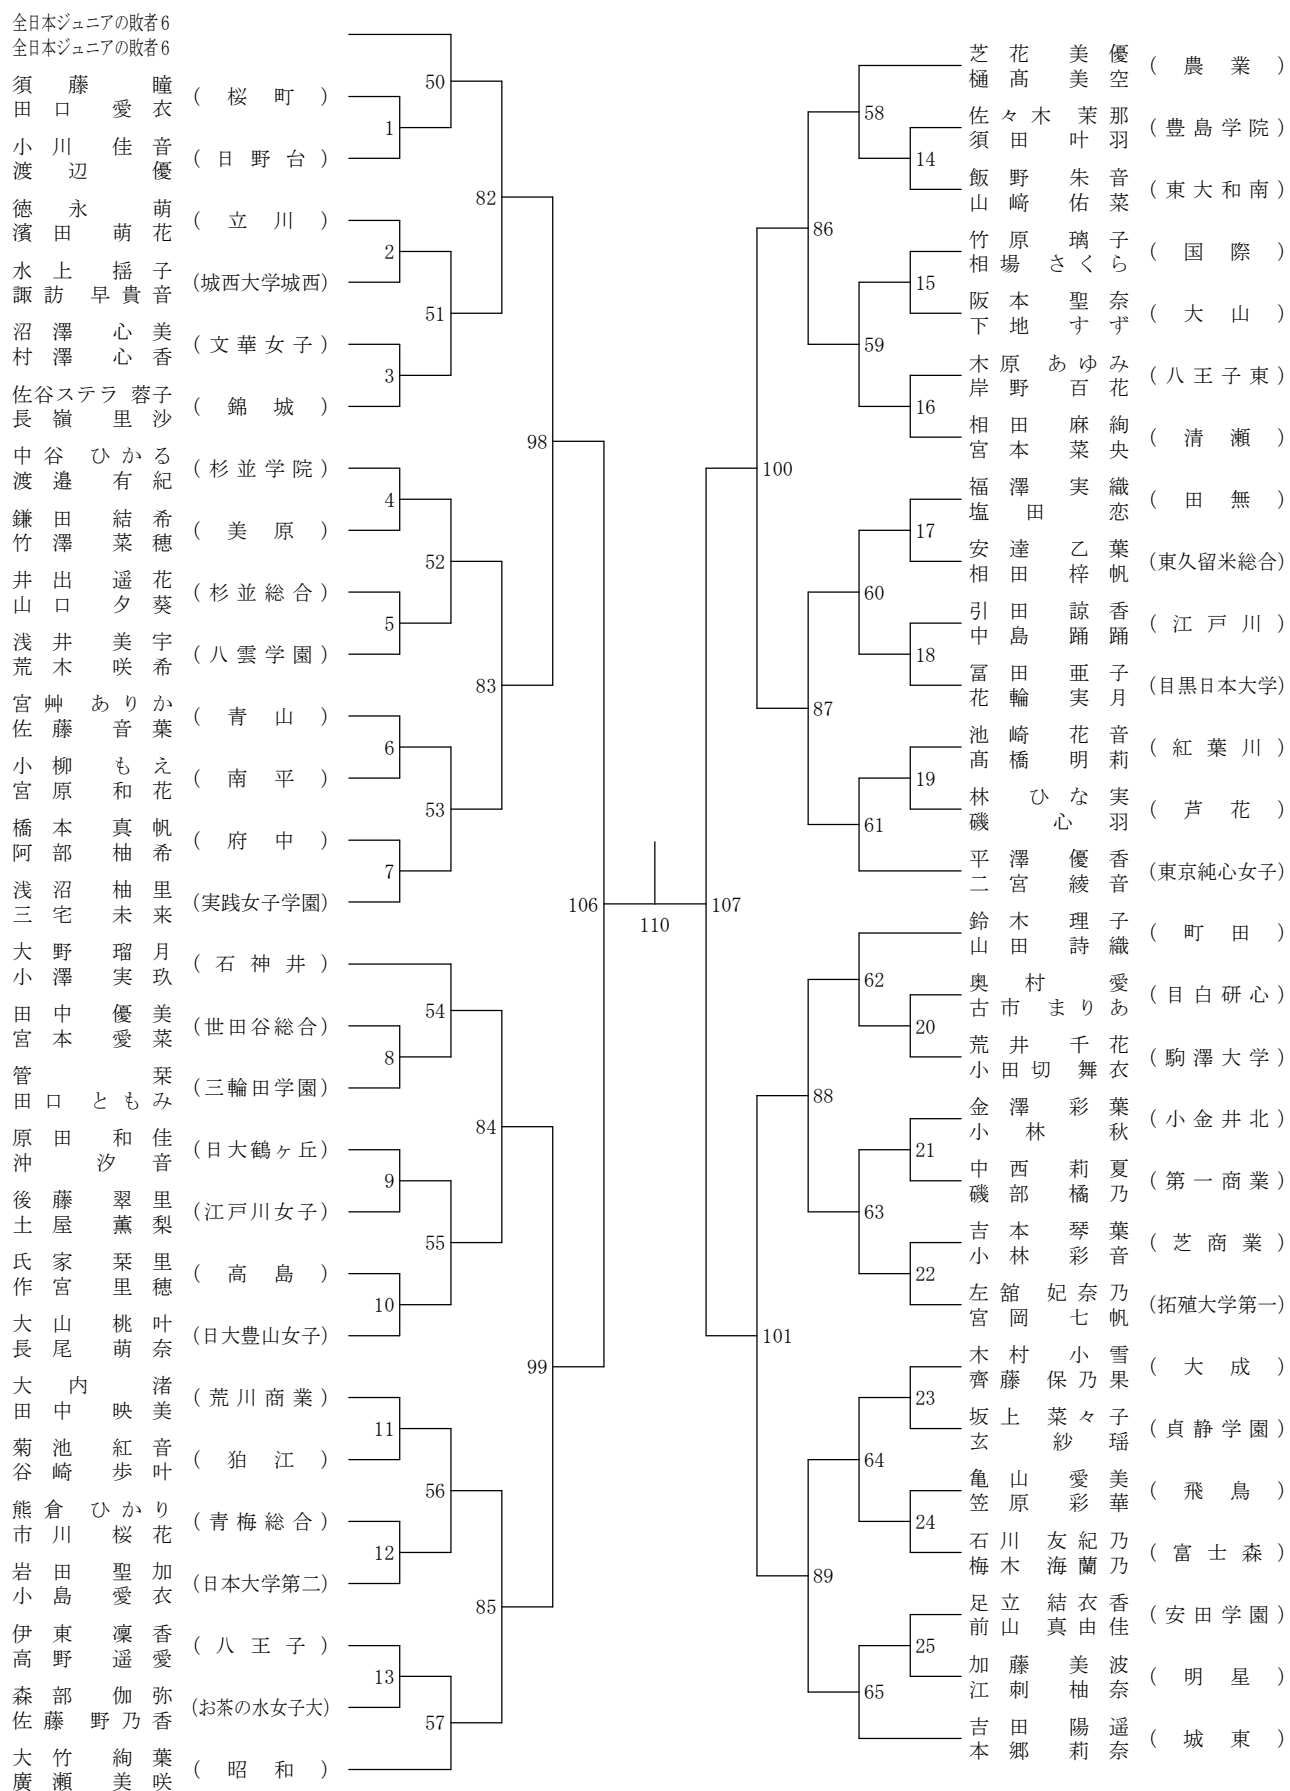 全日本ジュニアの敗者6
全日本ジュニアの敗者6
須藤 瞳
田口 愛衣
(桜町)
小川 佳音
渡辺 優
(日野台)
徳永 萌
濱田 萌花
(立川)
水上 揺子
諏訪 早貴音
(城西大学城西)
沼澤 心美
村澤 心香
(文華女子)
佐谷ステラ 蓉子
長嶺 里沙
(錦城)
中谷 ひかる
渡邉 有紀
(杉並学院)
鎌田 結希
竹澤 菜穂
(美原)
井出 遥花
山口 夕葵
(杉並総合)
浅井 美宇
荒木 咲希
(八雲学園)
宮艸 ありか
佐藤 音葉
(青山)
小柳 もえ
宮原 和花
(南平)
橋本 真帆
阿部 柚希
(府中)
浅沼 柚里
三宅 未来
(実践女子学園)
大野 瑠月
小澤 実玖
(石神井)
田中 優美
宮本 愛菜
(世田谷総合)
管 栞
田口 ともみ
(三輪田学園)
原田 和佳
沖 汐音
(日大鶴ヶ丘)
後藤 翠里
土屋 薫梨
(江戸川女子)
氏家 栞里
作宮 里穂
(高島)
大山 桃叶
長尾 萌奈
(日大豊山女子)
大内 渚
田中 映美
(荒川商業)
菊池 紅音
谷崎 歩叶
(狛江)
熊倉 ひかり
市川 桜花
(青梅総合)
岩田 聖加
小島 愛衣
(日本大学第二)
伊東 凜香
高野 遥愛
(八王子)
森部 伽弥
佐藤 野乃香
(お茶の水女子大)
大竹 絢葉
廣瀬 美咲
(昭和)
1
2
3
4
5
6
7
8
9
10
11
12
13
50
51
52
53
54
55
56
57
82
83
84
85
98
99
106
110
107
100
101
86
87
88
89
58
59
60
61
62
63
64
65
14
15
16
17
18
19
20
21
22
23
24
25
芝花 美優
樋髙 美空
(農業)
佐々木 茉那
須田 叶羽
(豊島学院)
飯野 朱音
山﨑 佑菜
(東大和南)
竹原 璃子
相場 さくら
(国際)
阪本 聖奈
下地 すず
(大山)
木原 あゆみ
岸野 百花
(八王子東)
相田 麻絢
宮本 菜央
(清瀬)
福澤 実織
塩田 恋
(田無)
安達 乙葉
相田 梓帆
(東久留米総合)
引田 諒香
中島 踊踊
(江戸川)
冨田 亜子
花輪 実月
(目黒日本大学)
池崎 花音
髙橋 明莉
(紅葉川)
林 ひな実
磯 心羽
(芦花)
平澤 優香
二宮 綾音
(東京純心女子)
鈴木 理子
山田 詩織
(町田)
奥村 愛
古市 まりあ
(目白研心)
荒井 千花
小田切 舞衣
(駒澤大学)
金澤 彩葉
小林 秋
(小金井北)
中西 莉夏
磯部 橘乃
(第一商業)
吉本 琴葉
小林 彩音
(芝商業)
左舘 妃奈乃
宮岡 七帆
(拓殖大学第一)
木村 小雪
齊藤 保乃果
(大成)
坂上 菜々子
玄 紗瑶
(貞静学園)
亀山 愛美
笠原 彩華
(飛鳥)
石川 友紀乃
梅木 海蘭乃
(富士森)
足立 結衣香
前山 真由佳
(安田学園)
加藤 美波
江刺 柚奈
(明星)
吉田 陽遥
本郷 莉奈
(城東)